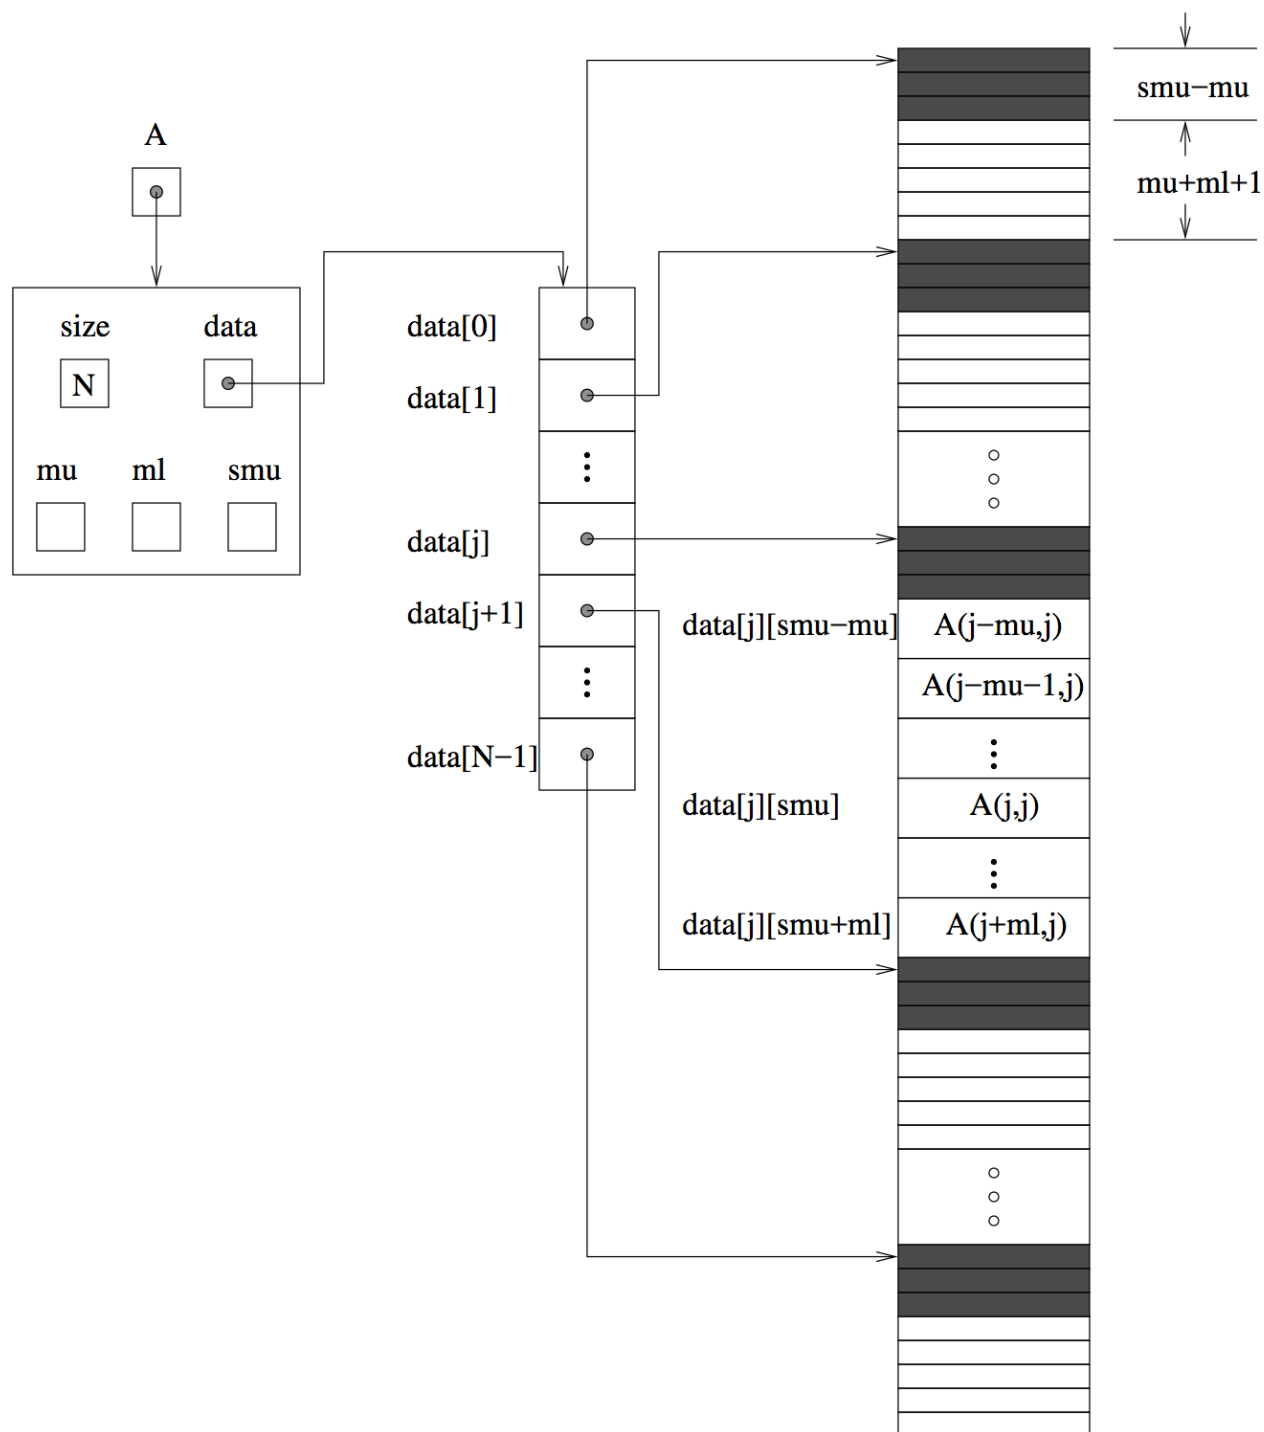 smu−mu
A
mu+ml+1
size data
data[0]
N
data[1]
mu ml smu
data[j]
data[j+1]
data[j][smu−mu] A(j−mu,j)
A(j−mu−1,j)
data[N−1]
data[j][smu] A(j,j)
data[j][smu+ml] A(j+ml,j)